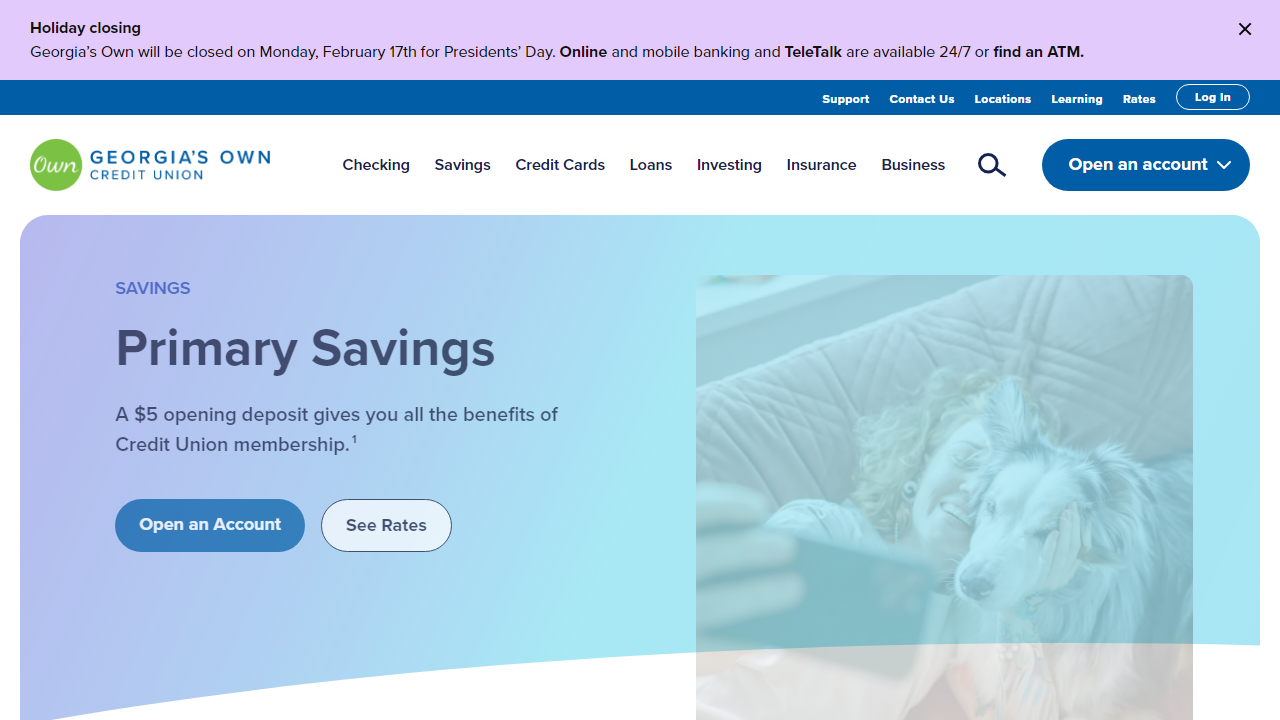 Holiday closing
Georgia’s Own will be closed on Monday, February 17th for Presidents’ Day. Online and mobile banking and TeleTalk are available 24/7 or find an ATM.
Support Contact Us Locations Learning Rates Log In
Own GEORGIA’S OWN
CREDIT UNION
Checking Savings Credit Cards Loans Investing Insurance Business Open an account
SAVINGS
Primary Savings
A $5 opening deposit gives you all the benefits of
Credit Union membership.¹
Open an Account See Rates